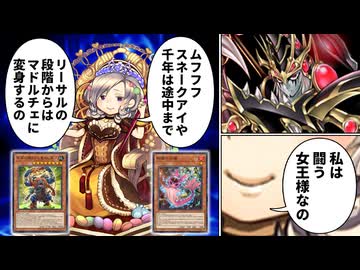 ムフフフ
スネークアイや
千年は途中まで
リーサルの
段階からは
マドルチェに
変身するの
私は
闘う
女王様なの